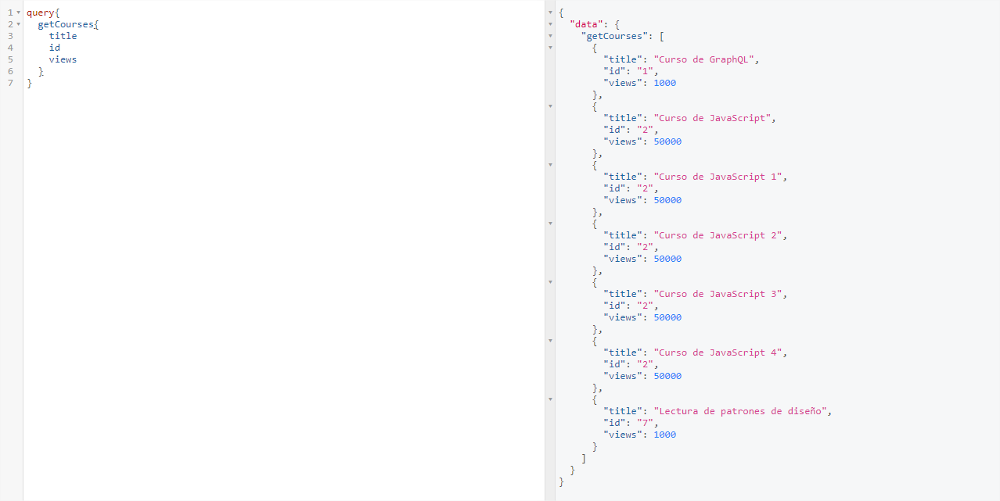 1 query{
2 getCourses{
3 title
4 id
5 views
6 }
7 }
{
"data": {
"getCourses": [
{
"title": "Curso de GraphQL",
"id": "1",
"views": 1000
},
{
"title": "Curso de JavaScript",
"id": "2",
"views": 50000
},
{
"title": "Curso de JavaScript 1",
"id": "2",
"views": 50000
},
{
"title": "Curso de JavaScript 2",
"id": "2",
"views": 50000
},
{
"title": "Curso de JavaScript 3",
"id": "2",
"views": 50000
},
{
"title": "Curso de JavaScript 4",
"id": "2",
"views": 50000
},
{
"title": "Lectura de patrones de diseño",
"id": "7",
"views": 1000
}
]
}
}